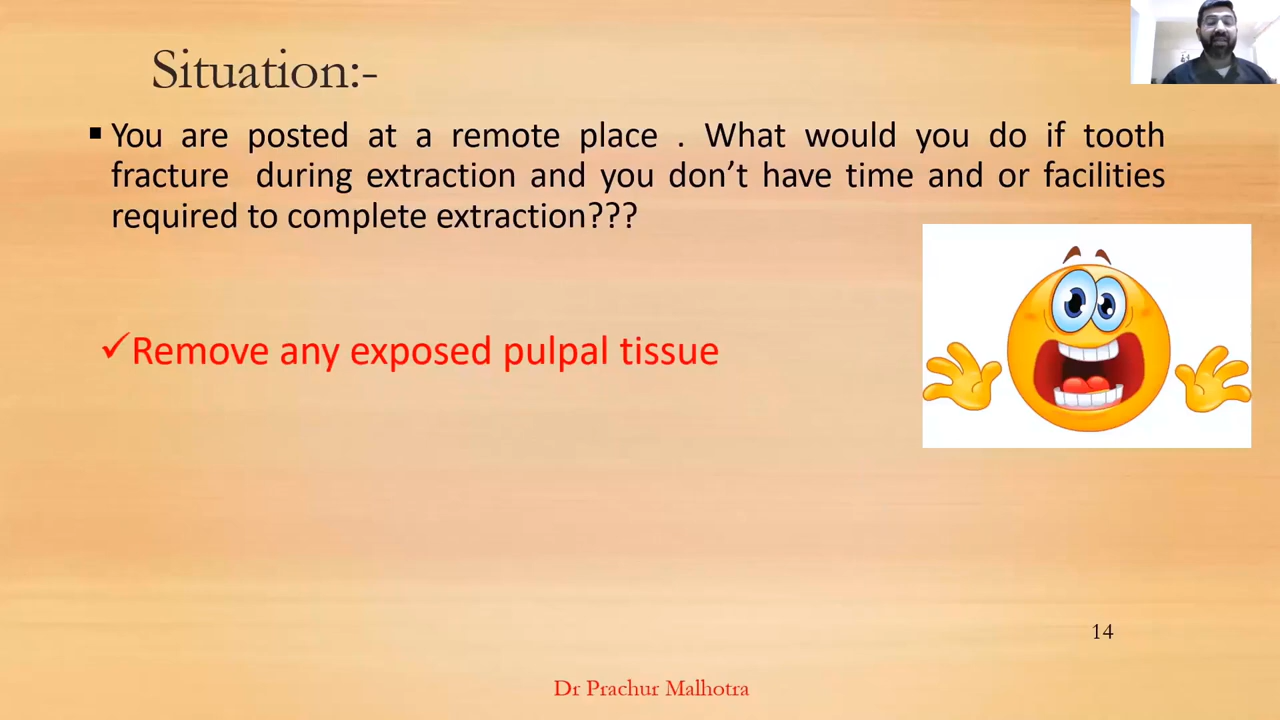 Situation:-
▪ You are posted at a remote place . What would you do if tooth
fracture during extraction and you don’t have time and or facilities
required to complete extraction???
✓Remove any exposed pulpal tissue
14
Dr Prachur Malhotra